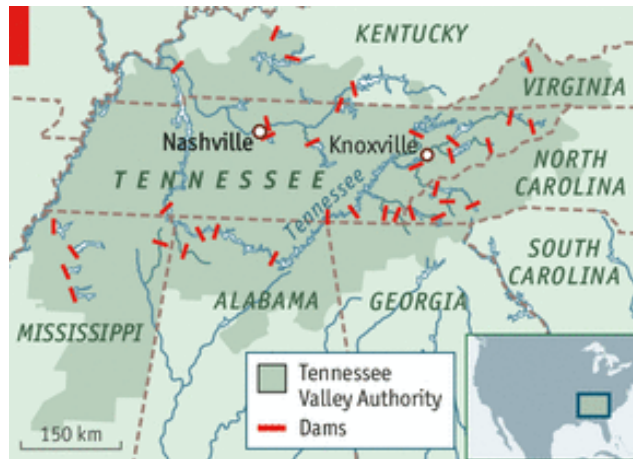 KENTUCKY
VIRGINIA
Nashville
Knoxville
TENNESSEE
Tennessee
NORTH
CAROLINA
SOUTH
CAROLINA
ALABAMA
GEORGIA
MISSISSIPPI
Tennessee
Valley Authority
Dams
150 km